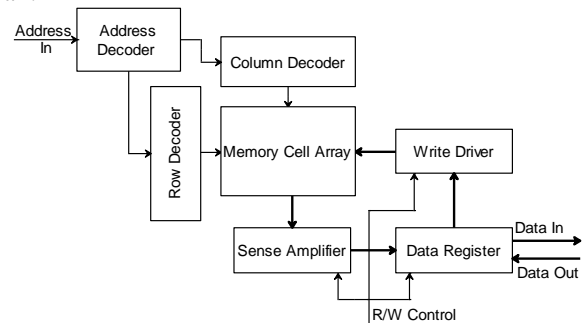 Address
In
Address
Decoder
Column Decoder
Row Decoder
Memory Cell Array
Write Driver
Sense Amplifier
Data Register
Data In
Data Out
R/W Control